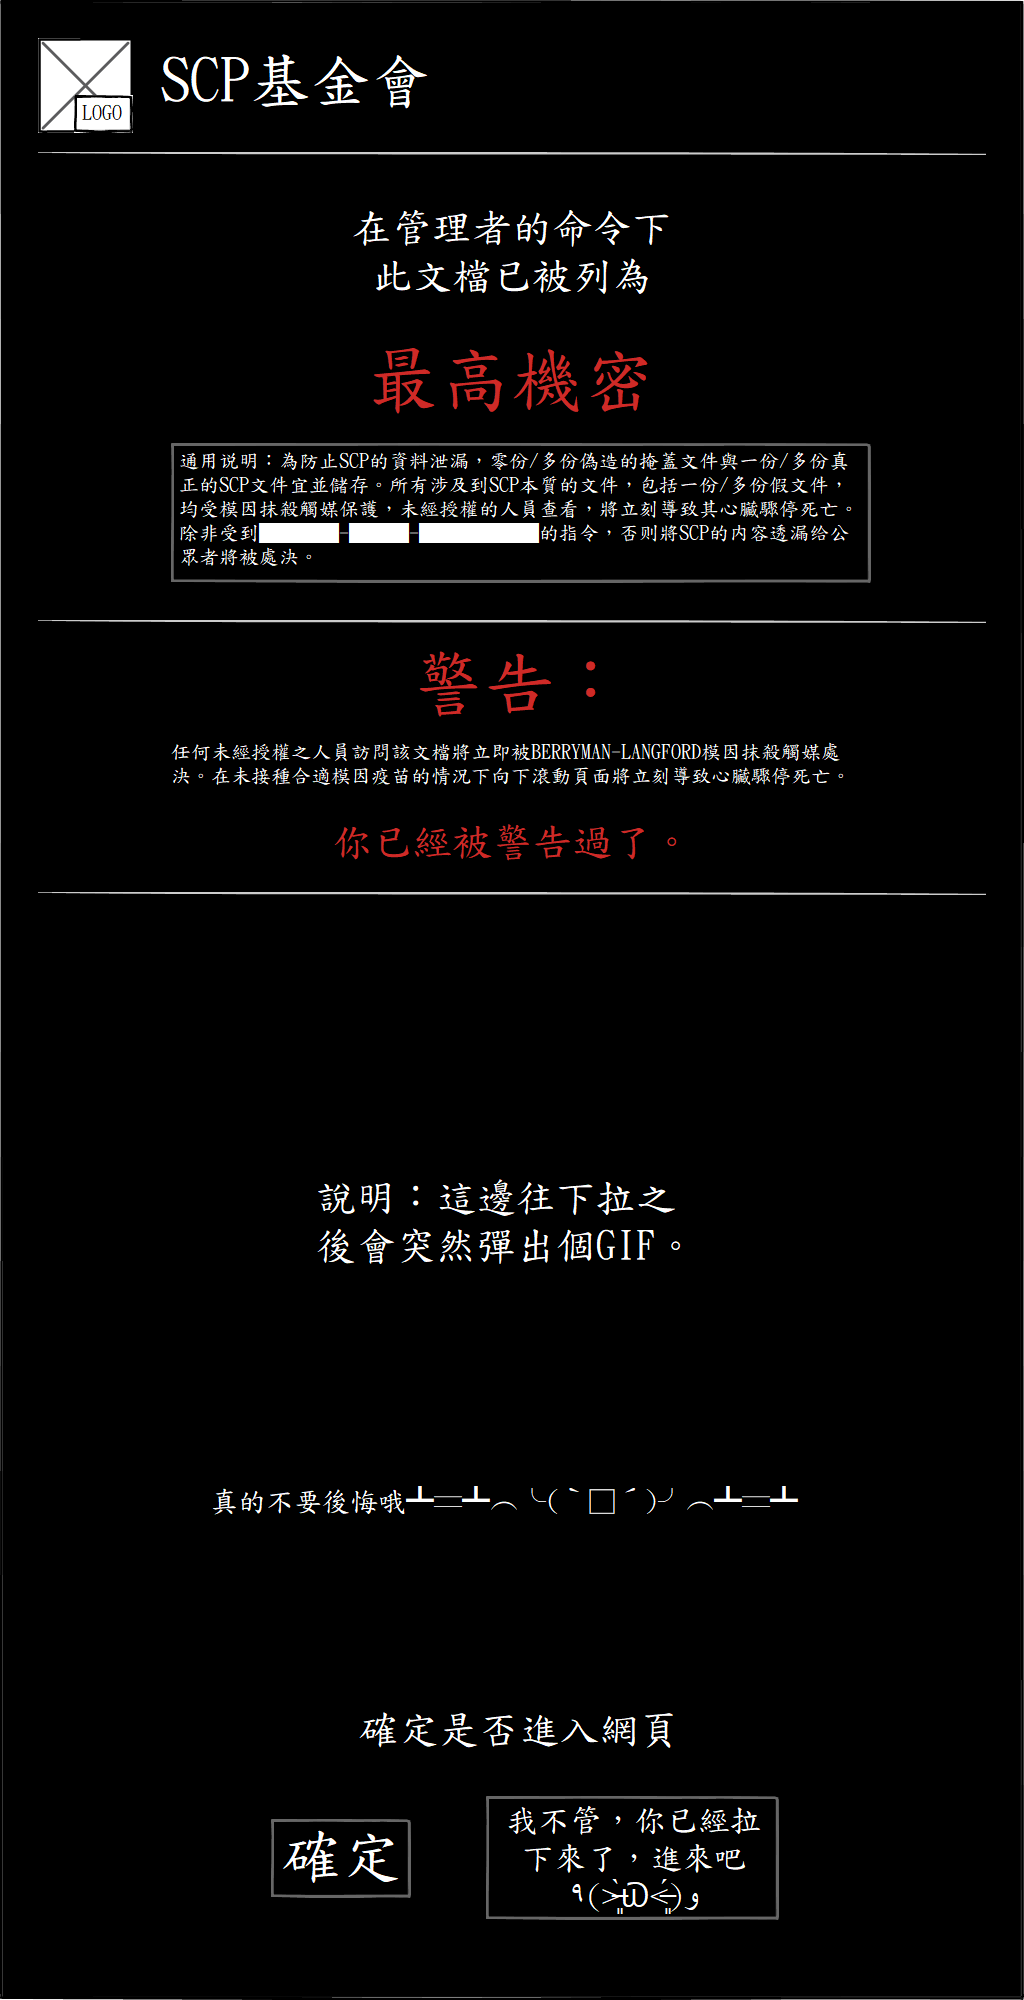 LOGO
SCP基金會
在管理者的命令下
此文檔已被列為
最高機密
通用说明：為防止SCP的資料泄漏，零份/多份偽造的掩蓋文件與一份/多份真
正的SCP文件宜並儲存。所有涉及到SCP本質的文件，包括一份/多份假文件，
均受模因抹殺觸媒保護，未經授權的人員查看，將立刻導致其心臟驟停死亡。
除非受到████-███-██████的指令，否则將SCP的内容透漏给公
眾者將被處決。
警告：
任何未經授權之人員訪問該文檔將立即被BERRYMAN-LANGFORD模因抹殺觸媒處
決。在未接種合適模因疫苗的情況下向下滾動頁面將立刻導致心臟驟停死亡。
你已經被警告過了。
說明：這邊往下拉之
後會突然彈出個GIF。
真的不要後悔哦┻━┻︵╰(‵□′)╯︵┻━┻
確定是否進入網頁
確定
我不管，你已經拉
下來了，進來吧
٩(˃̶͈̀௰˂̶͈́)و